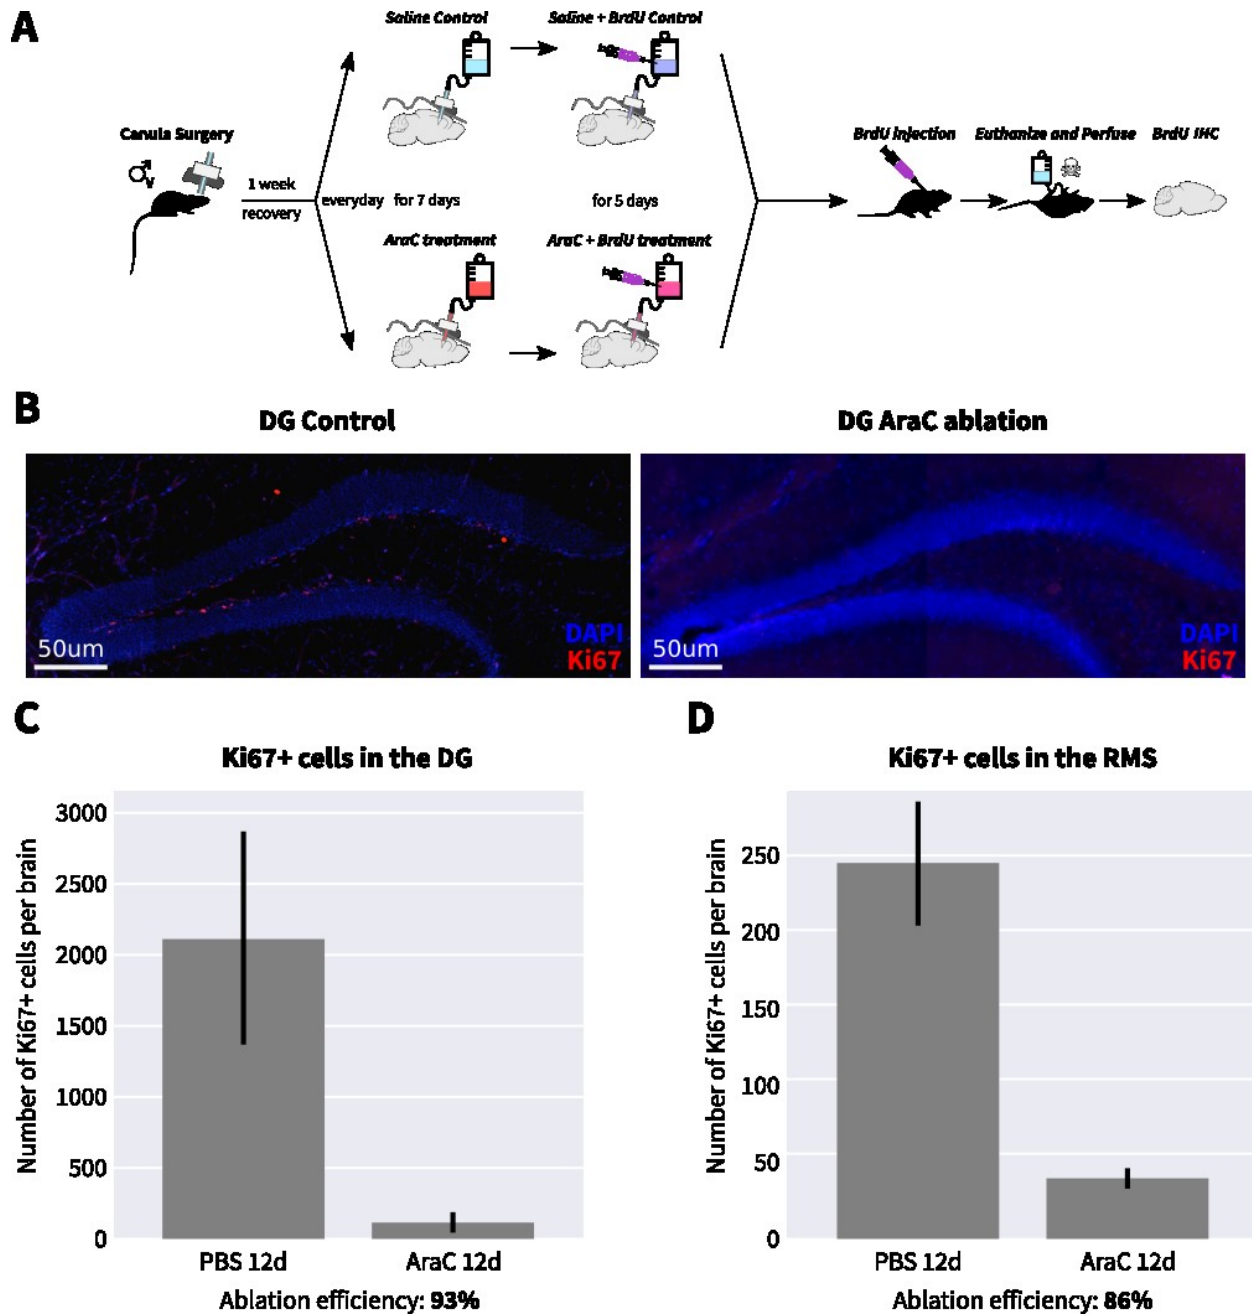 A
Saline Control
Saline + BrdU Control
Canula Surgery
1 week
recovery
everyday
for 7 days
for 5 days
AraC treatment
AraC + BrdU treatment
BrdU Injection
Euthanize and Perfuse
BrdU IHC
B
DG Control
DG AraC ablation
50um
DAPI
Ki67
50um
DAPI
Ki67
C
Ki67+ cells in the DG
Number of Ki67+ cells per brain
3000
2500
2000
1500
1000
500
0
PBS 12d
AraC 12d
Ablation efficiency: 93%
D
Ki67+ cells in the RMS
Number of Ki67+ cells per brain
250
200
150
100
50
0
PBS 12d
AraC 12d
Ablation efficiency: 86%